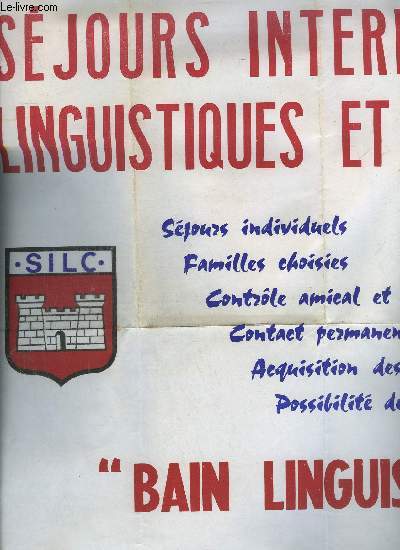 © Le-livre.com
SÉJOURS INTER
LINGUISTIQUES ET
Séjours individuels
Familles choisies
Contrôle amical et
Contact permanen
Acquisition des
Possibilité d
· SILC ·
" BAIN LINGUIS